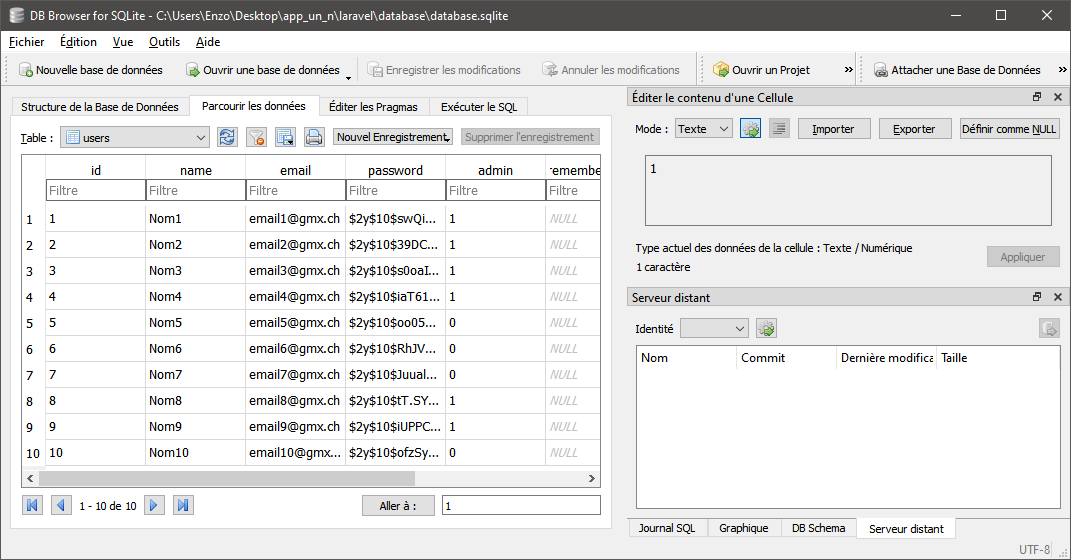 DB Browser for SQLite - C:\Users\Enzo\Desktop\app_un_n\laravel\database\database.sqlite
Fichier Édition Vue Outils Aide
Nouvelle base de données Ouvrir une base de données Enregistrer les modifications Annuler les modifications Ouvrir un Projet » Attacher une Base de Données »
Structure de la Base de Données Parcourir les données Éditer les Pragmas Exécuter le SQL
Table : users Nouvel Enregistrement Supprimer l'enregistrement
id name email password admin remembe
Filtre Filtre Filtre Filtre Filtre Filtre
1 1 Nom1 email1@gmx.ch $2y$10$swQi... 1 NULL
2 2 Nom2 email2@gmx.ch $2y$10$39DC... 1 NULL
3 3 Nom3 email3@gmx.ch $2y$10$s0oaI... 1 NULL
4 4 Nom4 email4@gmx.ch $2y$10$iaT61... 1 NULL
5 5 Nom5 email5@gmx.ch $2y$10$oo05... 0 NULL
6 6 Nom6 email6@gmx.ch $2y$10$RhJV... 0 NULL
7 7 Nom7 email7@gmx.ch $2y$10$Juual... 0 NULL
8 8 Nom8 email8@gmx.ch $2y$10$tT.SY... 1 NULL
9 9 Nom9 email9@gmx.ch $2y$10$iUPPC... 1 NULL
10 10 Nom10 email10@gmx... $2y$10$ofzSy... 0 NULL
1 - 10 de 10 Aller à : 1
Éditer le contenu d'une Cellule
Mode : Texte Importer Exporter Définir comme NULL
1
Type actuel des données de la cellule : Texte / Numérique
1 caractère
Appliquer
Serveur distant
Identité
Nom Commit Dernière modifica Taille
Journal SQL Graphique DB Schema Serveur distant
UTF-8